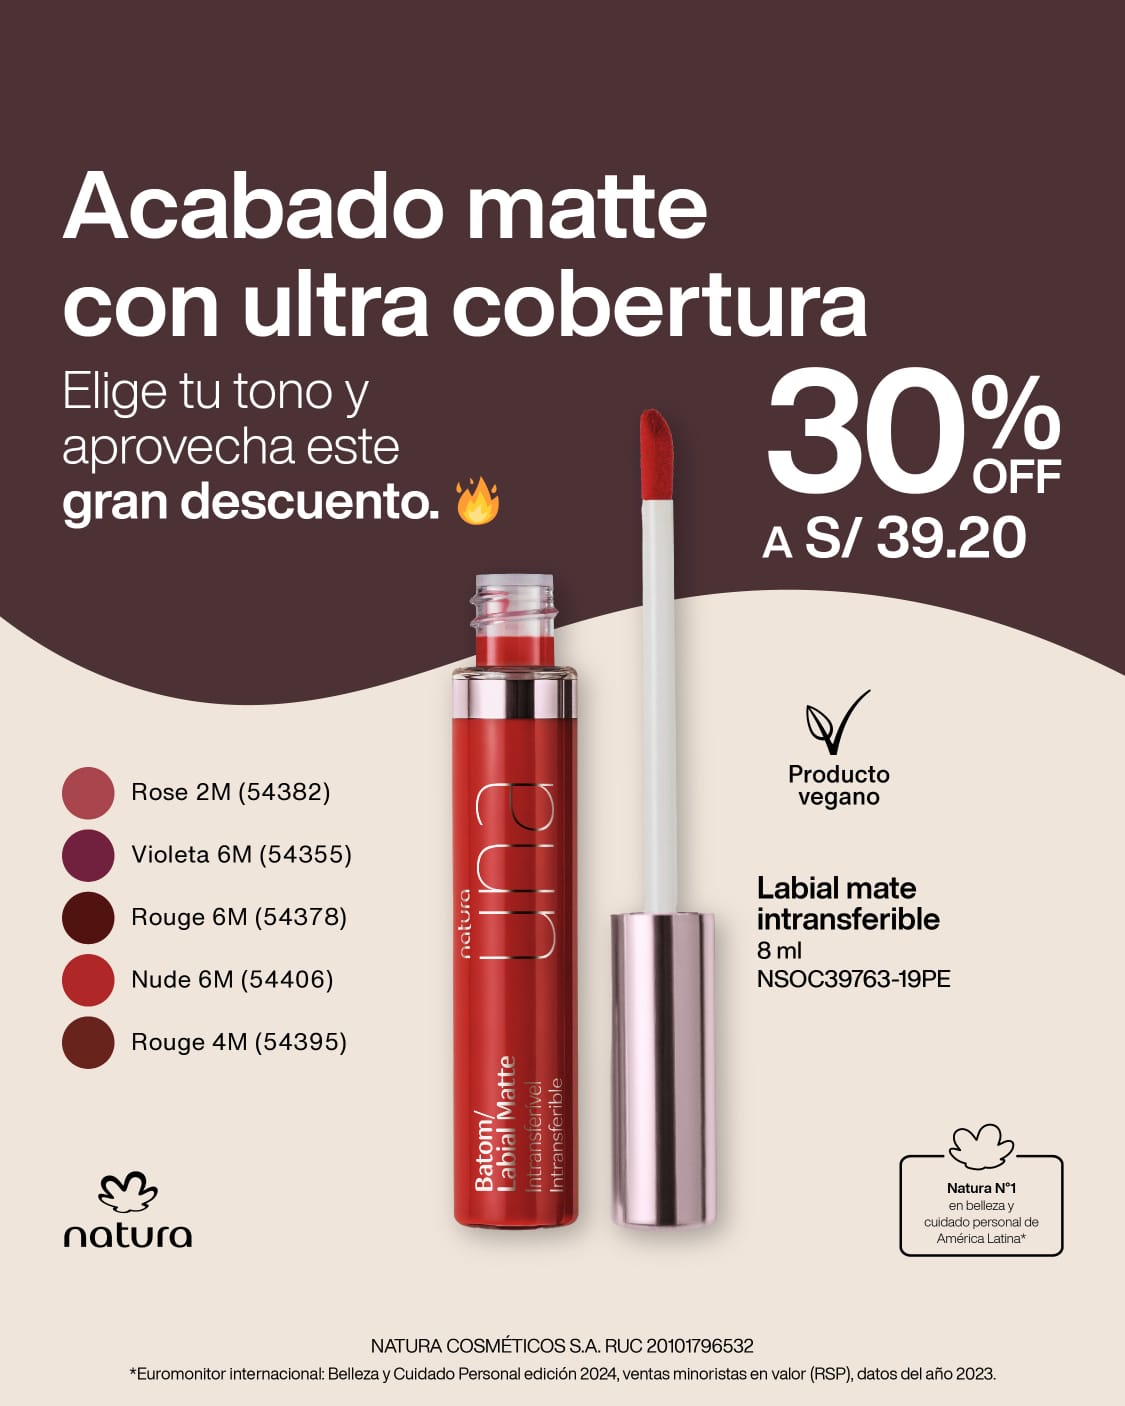 Acabado matte
con ultra cobertura
Elige tu tono y
aprovecha este
gran descuento. 🔥
30%
OFF
A S/ 39.20
Producto
vegano
Rose 2M (54382)
Violeta 6M (54355)
Rouge 6M (54378)
Nude 6M (54406)
Rouge 4M (54395)
natura
una
Batom/
Labial Matte
Intransferível
Intransferible
Labial mate
intransferible
8 ml
NSOC39763-19PE
natura
Natura N°1
en belleza y
cuidado personal de
América Latina*
NATURA COSMÉTICOS S.A. RUC 20101796532
*Euromonitor internacional: Belleza y Cuidado Personal edición 2024, ventas minoristas en valor (RSP), datos del año 2023.